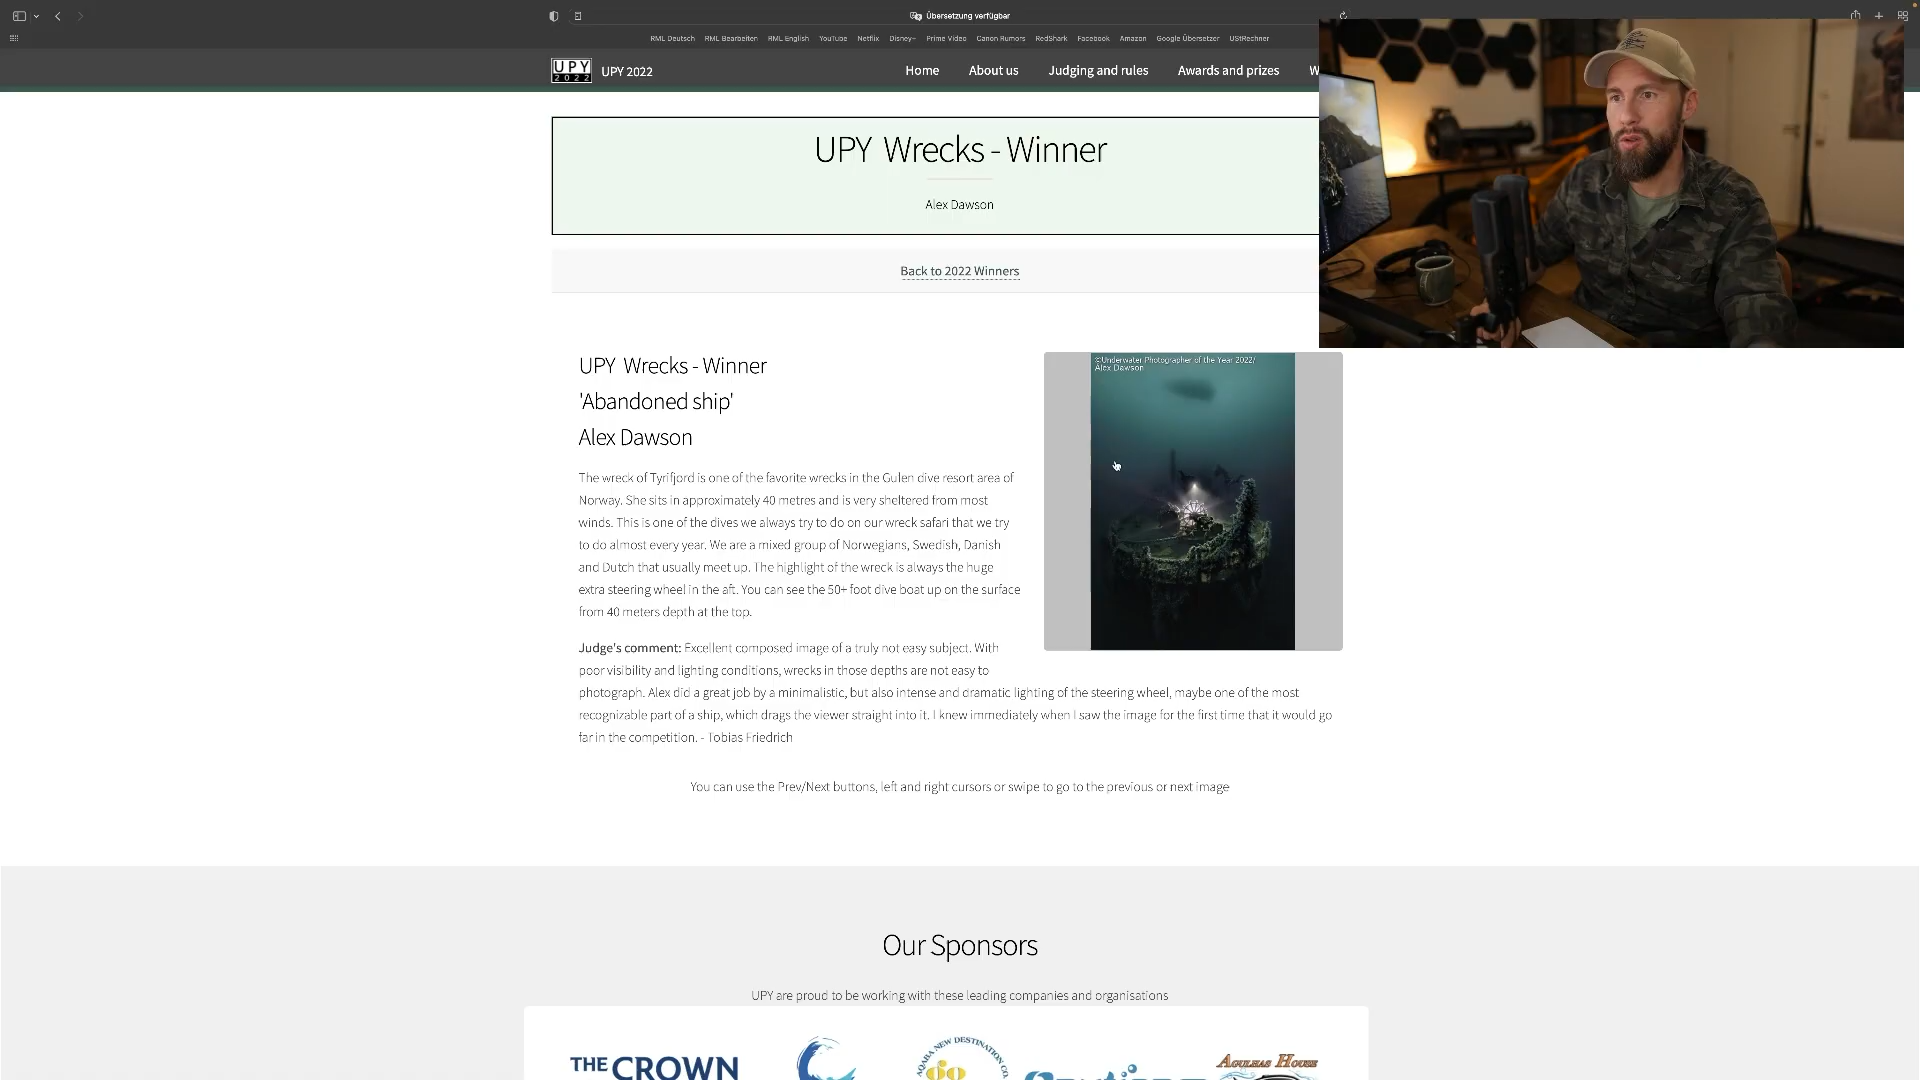 Übersetzung verfügbar
RML Deutsch RML Bearbeiten RML English YouTube Netflix Disney+ Prime Video Canon Rumors RedShark Facebook Amazon Google Übersetzer UStRechner
UPY 2022 UPY 2022 Home About us Judging and rules Awards and prizes W
UPY Wrecks - Winner
Alex Dawson
Back to 2022 Winners
UPY Wrecks - Winner
'Abandoned ship'
Alex Dawson
The wreck of Tyrifjord is one of the favorite wrecks in the Gulen dive resort area of
Norway. She sits in approximately 40 metres and is very sheltered from most
winds. This is one of the dives we always try to do on our wreck safari that we try
to do almost every year. We are a mixed group of Norwegians, Swedish, Danish
and Dutch that usually meet up. The highlight of the wreck is always the huge
extra steering wheel in the aft. You can see the 50+ foot dive boat up on the surface
from 40 meters depth at the top.
©Underwater Photographer of the Year 2022/
Alex Dawson
Judge's comment: Excellent composed image of a truly not easy subject. With
poor visibility and lighting conditions, wrecks in those depths are not easy to
photograph. Alex did a great job by a minimalistic, but also intense and dramatic lighting of the steering wheel, maybe one of the most
recognizable part of a ship, which drags the viewer straight into it. I knew immediately when I saw the image for the first time that it would go
far in the competition. - Tobias Friedrich
You can use the Prev/Next buttons, left and right cursors or swipe to go to the previous or next image
Our Sponsors
UPY are proud to be working with these leading companies and organisations
THE CROWN
AQABA NEW DESTINATION CO.
AGULHAS HOUSE